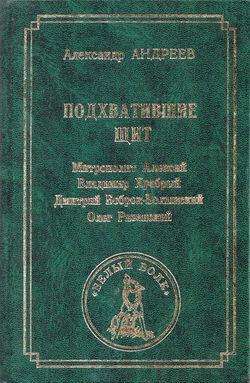 Александр АНДРЕЕВ
ПОДХВАТИВШИЕ
ЩИТ
Митрополит Алексий
Владимир Храбрый
Дмитрий Боброк-Волынский
Олег Рязанский
«БЕЛЫЙ ВОЛК»